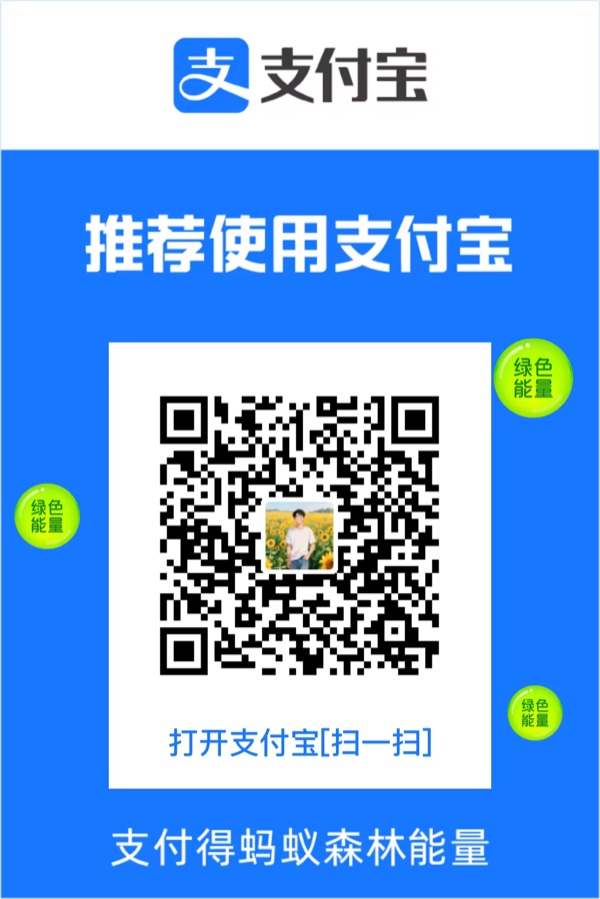 支付宝
推荐使用支付宝
绿色
能量
绿色
能量
绿色
能量
打开支付宝[扫一扫]
支付得蚂蚁森林能量